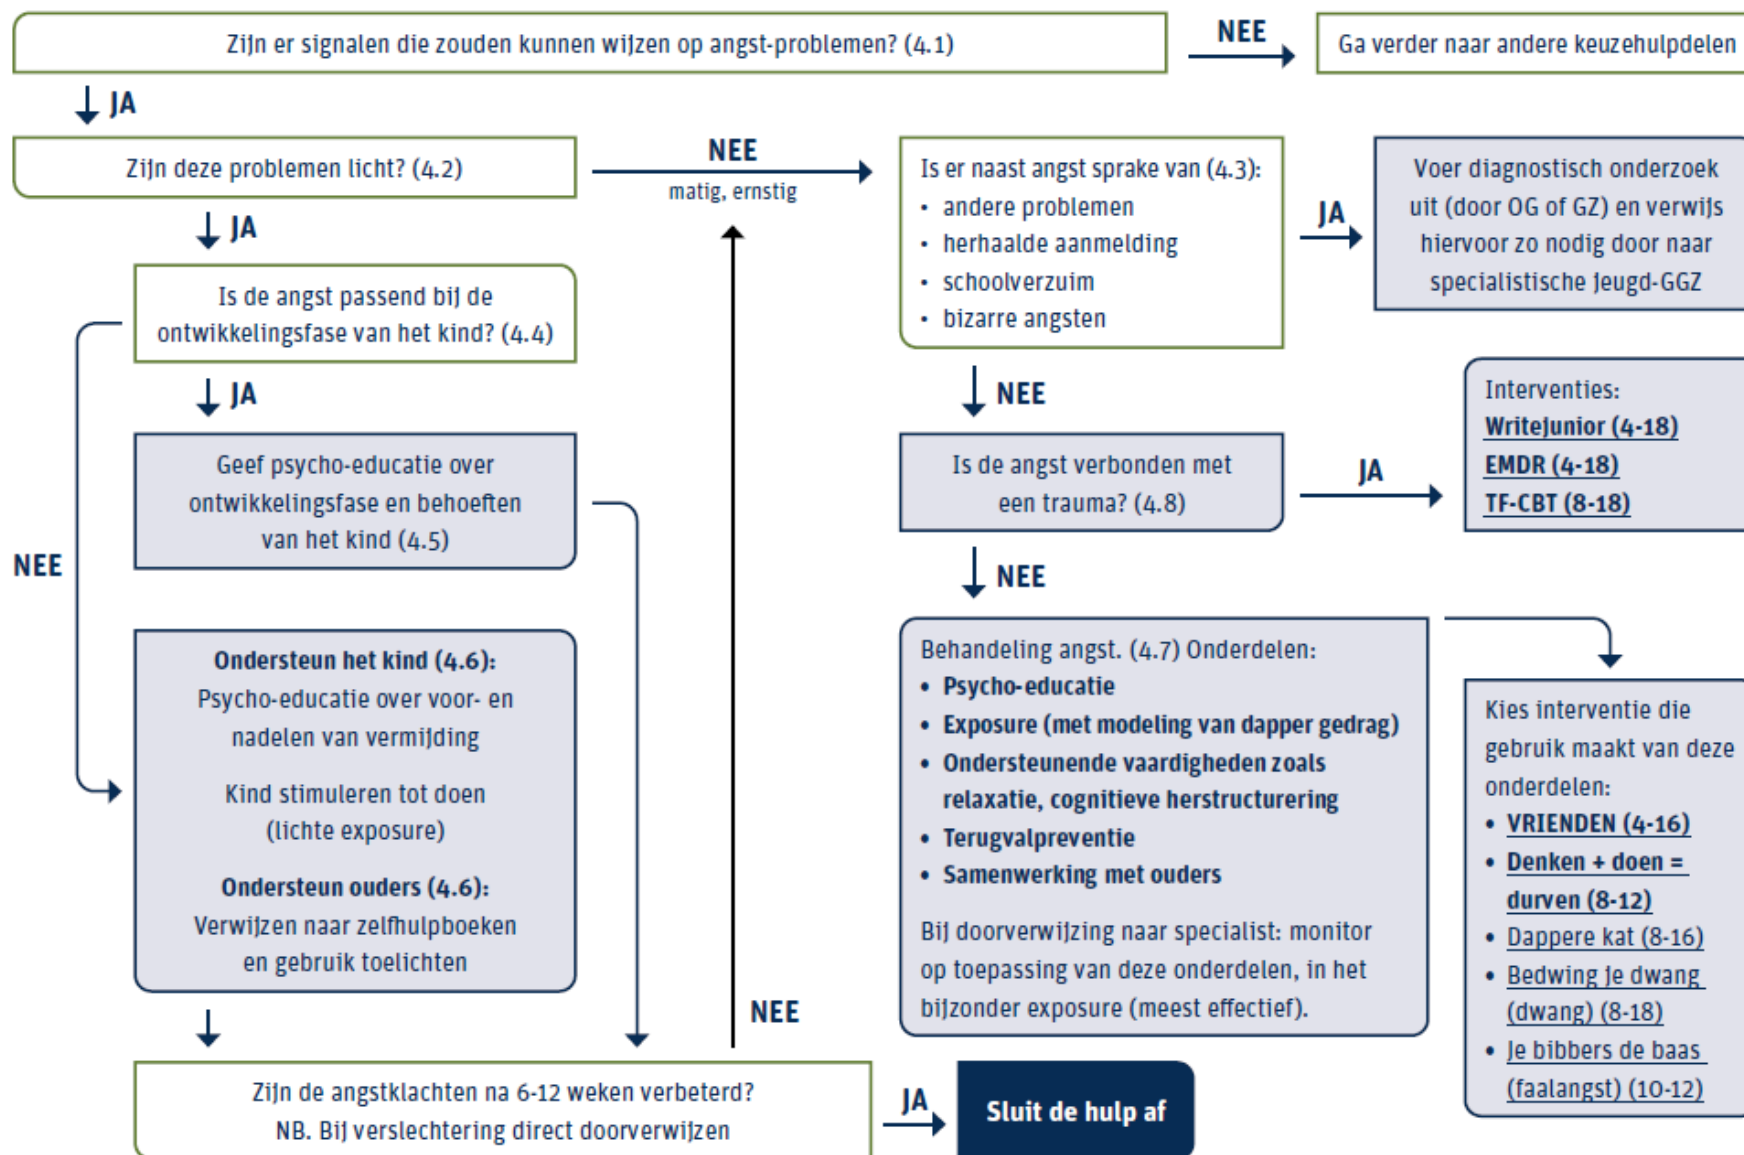 Zijn er signalen die zouden kunnen wijzen op angst-problemen? (4.1)
NEE
Ga verder naar andere keuzehulpdelen
JA
Zijn deze problemen licht? (4.2)
NEE
matig, ernstig
Is er naast angst sprake van (4.3):
• andere problemen
• herhaalde aanmelding
• schoolverzuim
• bizarre angsten
JA
Voer diagnostisch onderzoek
uit (door OG of GZ) en verwijs
hiervoor zo nodig door naar
specialistische Jeugd-GGZ
JA
Is de angst passend bij de
ontwikkelingsfase van het kind? (4.4)
JA
NEE
Geef psycho-educatie over
ontwikkelingsfase en behoeften
van het kind (4.5)
NEE
Is de angst verbonden met
een trauma? (4.8)
JA
Interventies:
WriteJunior (4-18)
EMDR (4-18)
TF-CBT (8-18)
NEE
Ondersteun het kind (4.6):
Psycho-educatie over voor- en
nadelen van vermijding
Kind stimuleren tot doen
(lichte exposure)
Ondersteun ouders (4.6):
Verwijzen naar zelfhulpboeken
en gebruik toelichten
Behandeling angst. (4.7) Onderdelen:
• Psycho-educatie
• Exposure (met modeling van dapper gedrag)
• Ondersteunende vaardigheden zoals
relaxatie, cognitieve herstructurering
• Terugvalpreventie
• Samenwerking met ouders
Bij doorverwijzing naar specialist: monitor
op toepassing van deze onderdelen, in het
bijzonder exposure (meest effectief).
Kies interventie die
gebruik maakt van deze
onderdelen:
• VRIENDEN (4-16)
• Denken + doen =
durven (8-12)
• Dappere kat (8-16)
• Bedwing je dwang
(dwang) (8-18)
• Je bibbers de baas
(faalangst) (10-12)
NEE
Zijn de angstklachten na 6-12 weken verbeterd?
NB. Bij verslechtering direct doorverwijzen
JA
Sluit de hulp af